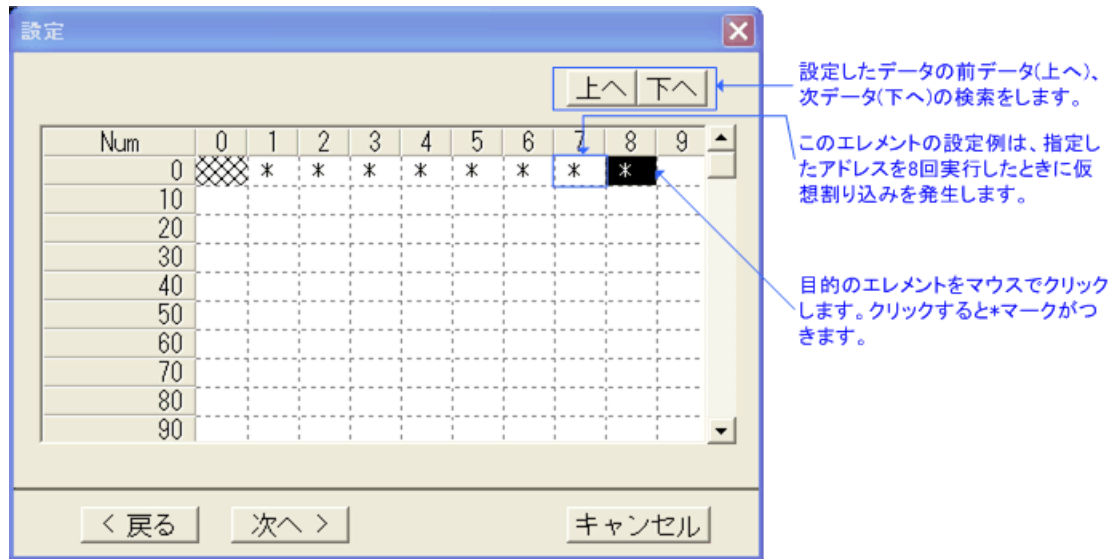 設定
上へ 下へ
設定したデータの前データ(上へ)、
次データ(下へ)の検索をします。
Num 0 1 2 3 4 5 6 7 8 9
0 * * * * * * * *
10
20
30
40
50
60
70
80
90
このエレメントの設定例は、指定し
たアドレスを8回実行したときに仮
想割り込みを発生します。
目的のエレメントをマウスでクリック
します。クリックすると*マークがつ
きます。
< 戻る 次へ > キャンセル